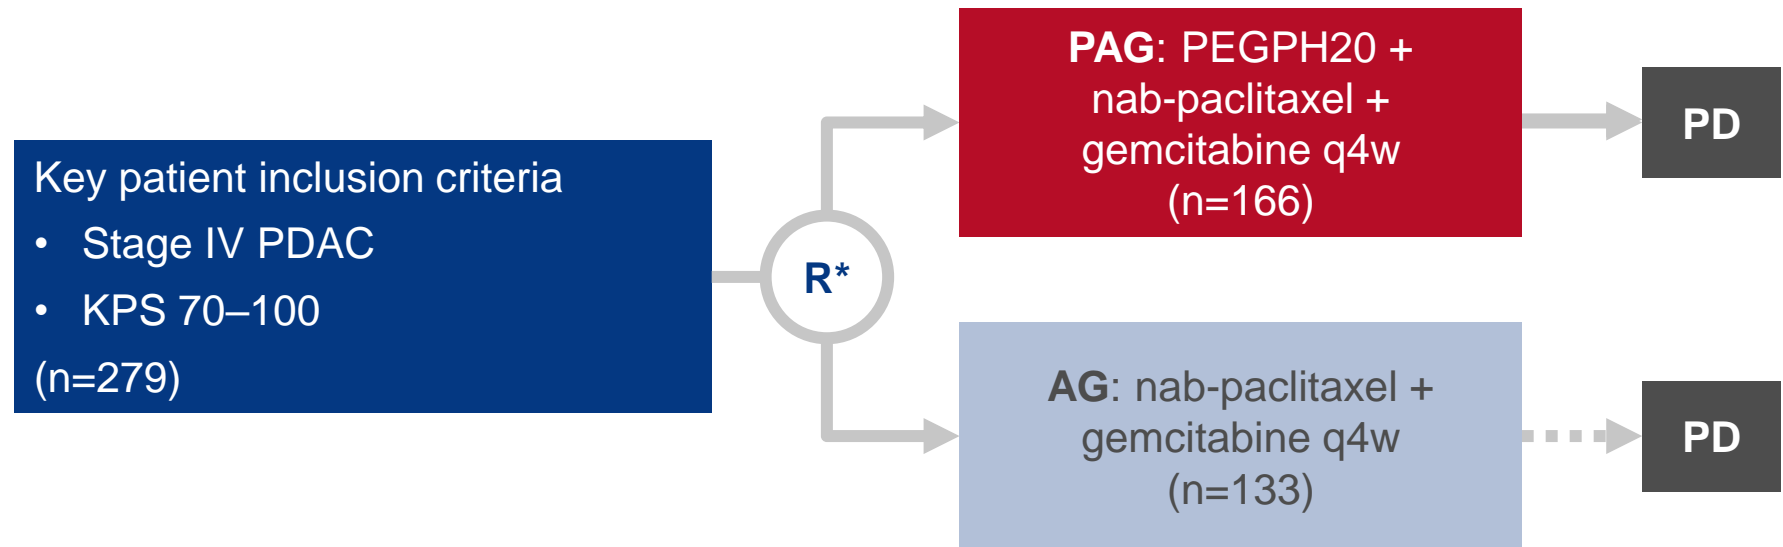 Key patient inclusion criteria
• Stage IV PDAC
• KPS 70–100
(n=279)
R*
PAG: PEGPH20 +
nab-paclitaxel +
gemcitabine q4w
(n=166)
PD
AG: nab-paclitaxel +
gemcitabine q4w
(n=133)
PD